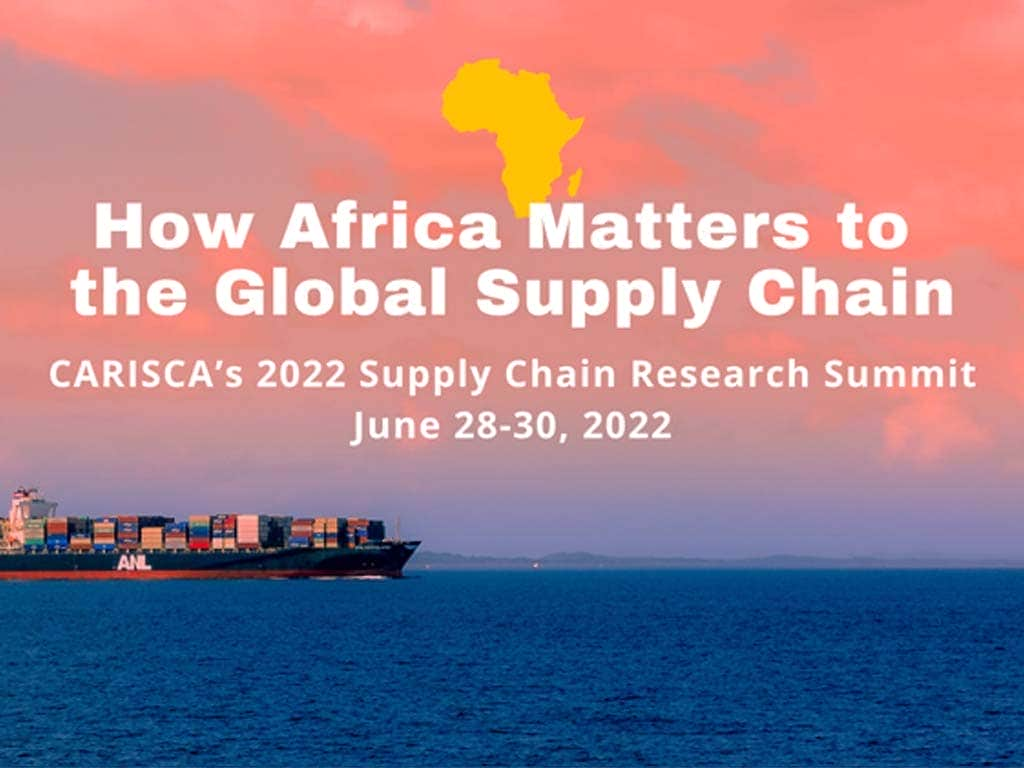 How Africa Matters to
the Global Supply Chain
CARISCA’s 2022 Supply Chain Research Summit
June 28-30, 2022
ANL